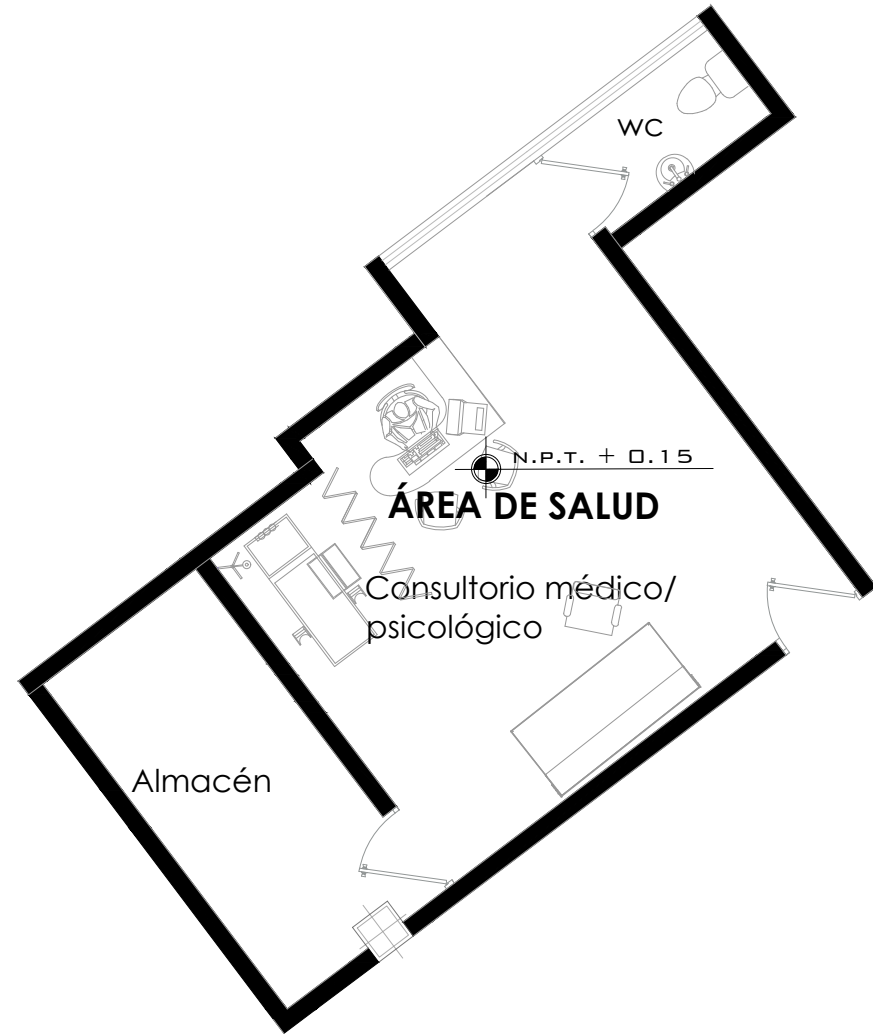 WC
N.P.T. + 0.15
ÁREA DE SALUD
Consultorio médico/
psicológico
Almacén